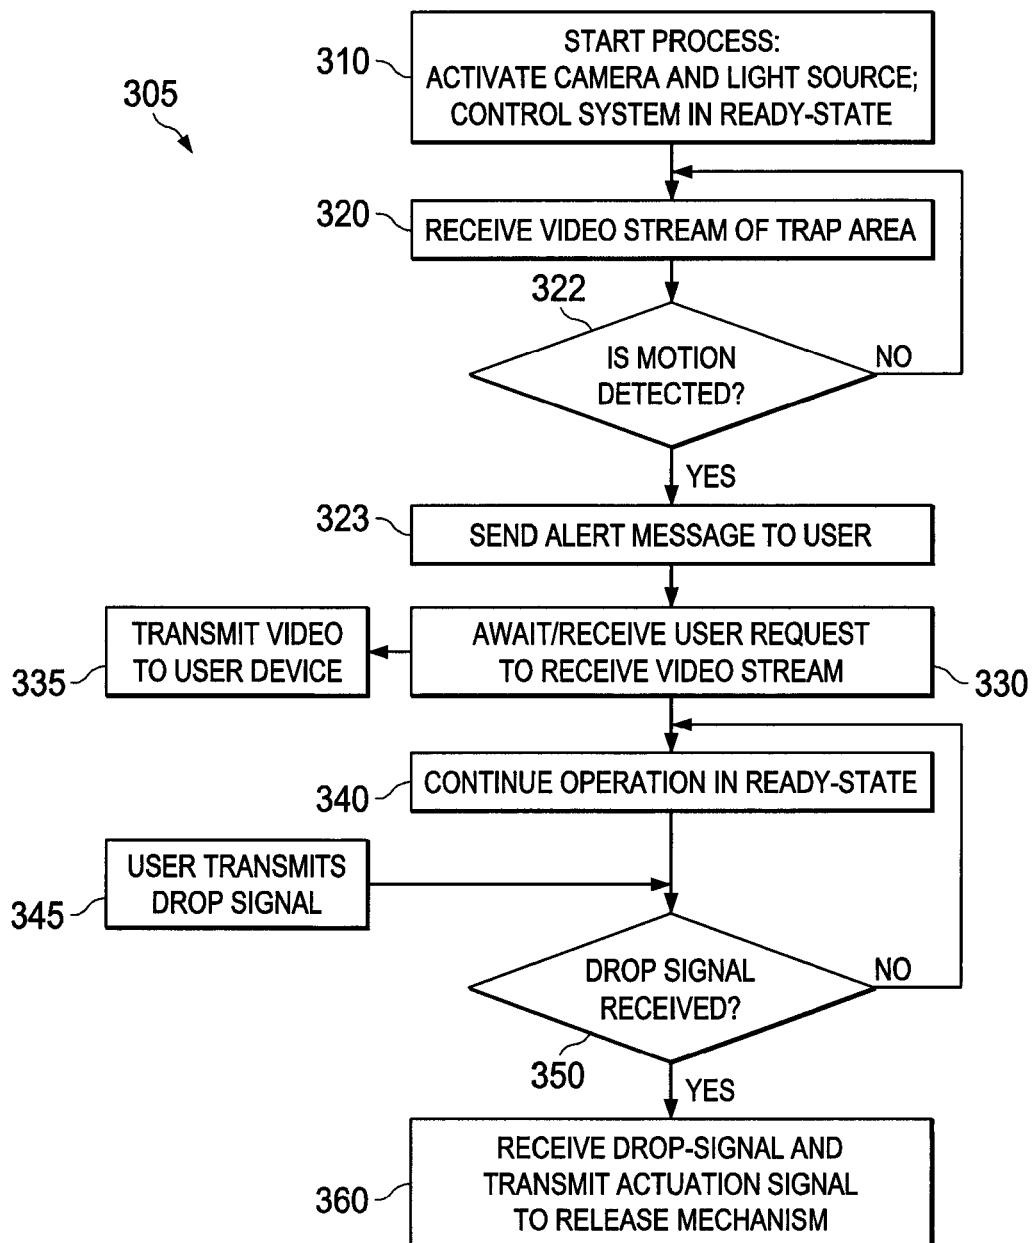 305
310
START PROCESS:
ACTIVATE CAMERA AND LIGHT SOURCE;
CONTROL SYSTEM IN READY-STATE
320
RECEIVE VIDEO STREAM OF TRAP AREA
322
IS MOTION
DETECTED?
NO
YES
323
SEND ALERT MESSAGE TO USER
TRANSMIT VIDEO
TO USER DEVICE
335
AWAIT/RECEIVE USER REQUEST
TO RECEIVE VIDEO STREAM
330
340
CONTINUE OPERATION IN READY-STATE
USER TRANSMITS
DROP SIGNAL
345
DROP SIGNAL
RECEIVED?
NO
350
YES
360
RECEIVE DROP-SIGNAL AND
TRANSMIT ACTUATION SIGNAL
TO RELEASE MECHANISM